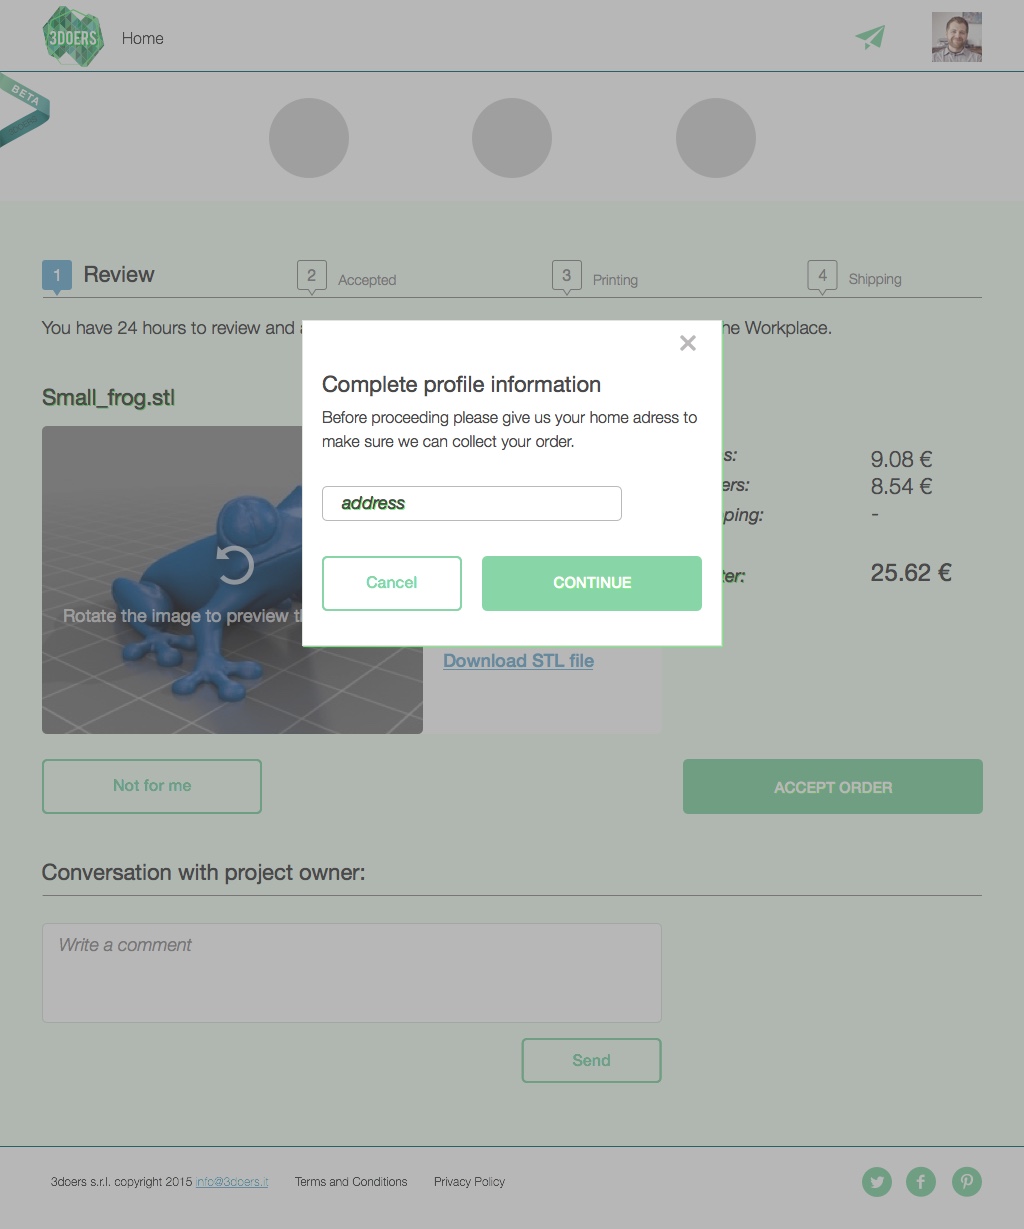 3DOERS
Home
BETA
1 Review
2 Accepted
3 Printing
4 Shipping
You have 24 hours to review and
he Workplace.
Small_frog.stl
Complete profile information
Before proceeding please give us your home adress to
make sure we can collect your order.
address
Cancel
CONTINUE
s: 9.08 €
ers: 8.54 €
ping: -
ter: 25.62 €
Rotate the image to preview
Download STL file
Not for me
ACCEPT ORDER
Conversation with project owner:
Write a comment
Send
3doers s.r.l. copyright 2015 info@3doers.it
Terms and Conditions
Privacy Policy